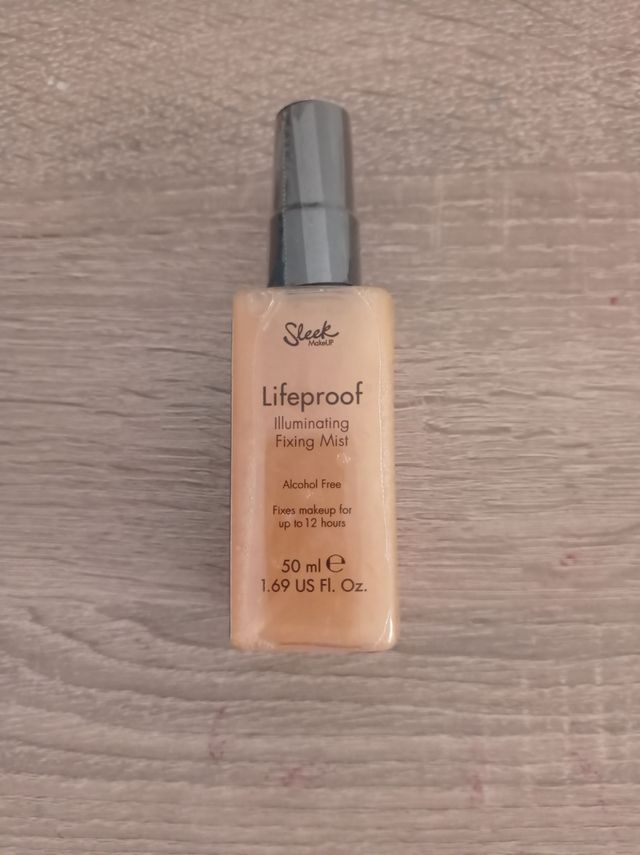 Sleek
MakeUP
Lifeproof
Illuminating
Fixing Mist
Alcohol Free
Fixes makeup for
up to 12 hours
50 ml ℮
1.69 US Fl. Oz.